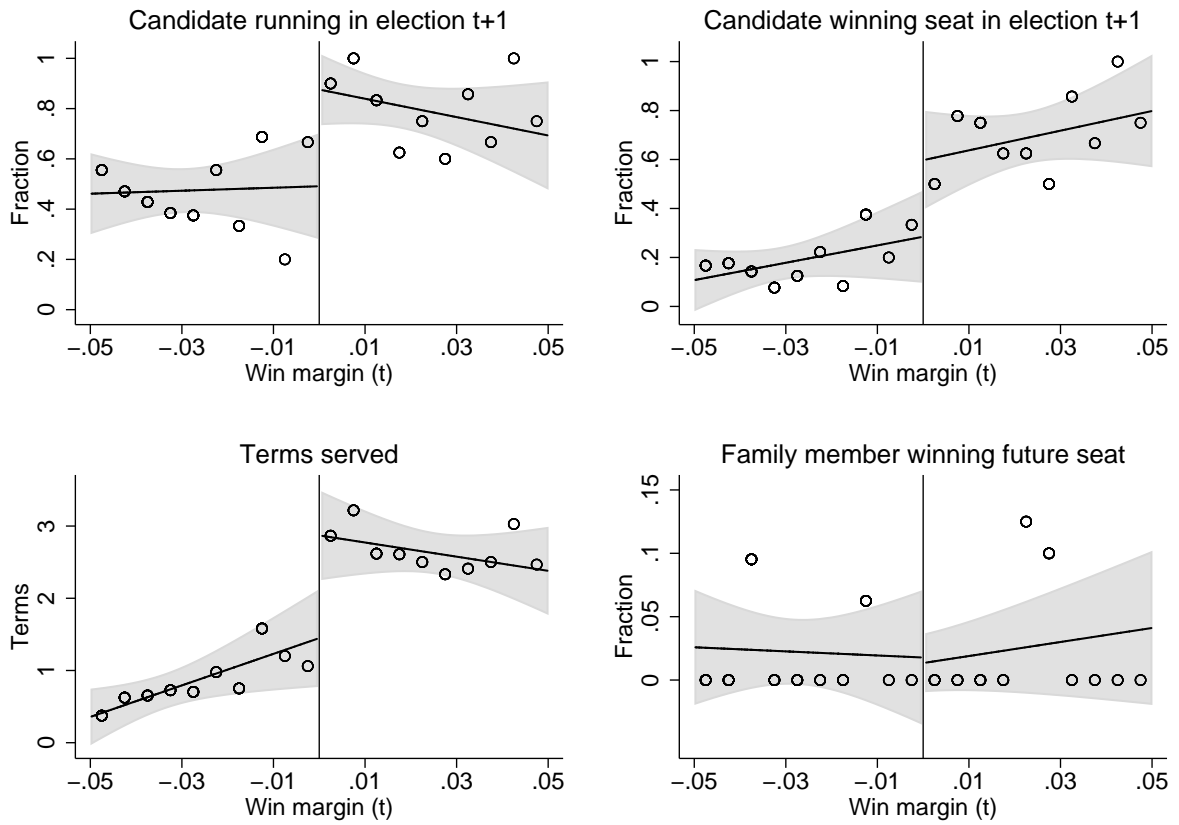 Candidate running in election t+1
Fraction
0 .2 .4 .6 .8 1
−.05 −.03 −.01 .01 .03 .05
Win margin (t)
Candidate winning seat in election t+1
Fraction
0 .2 .4 .6 .8 1
−.05 −.03 −.01 .01 .03 .05
Win margin (t)
Terms served
Terms
0 1 2 3
−.05 −.03 −.01 .01 .03 .05
Win margin (t)
Family member winning future seat
Fraction
0 .05 .1 .15
−.05 −.03 −.01 .01 .03 .05
Win margin (t)